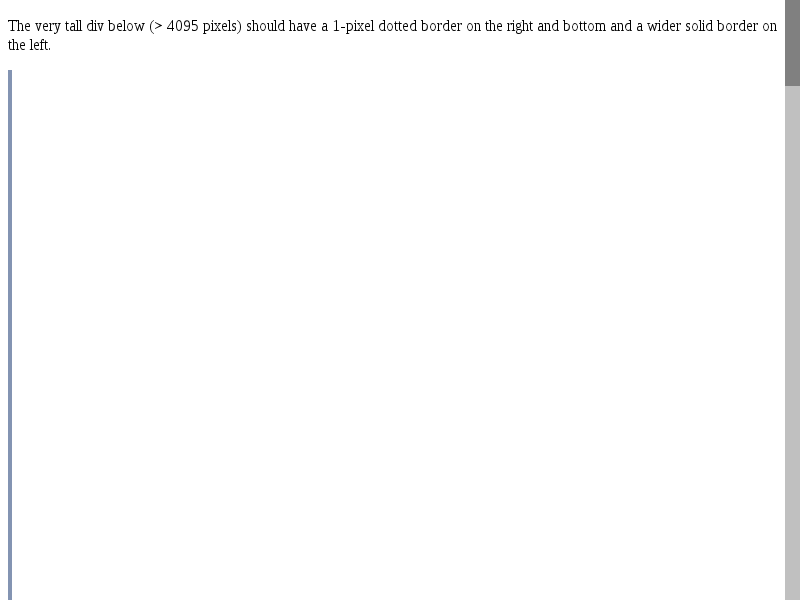 The very tall div below (> 4095 pixels) should have a 1-pixel dotted border on the right and bottom and a wider solid border on
the left.